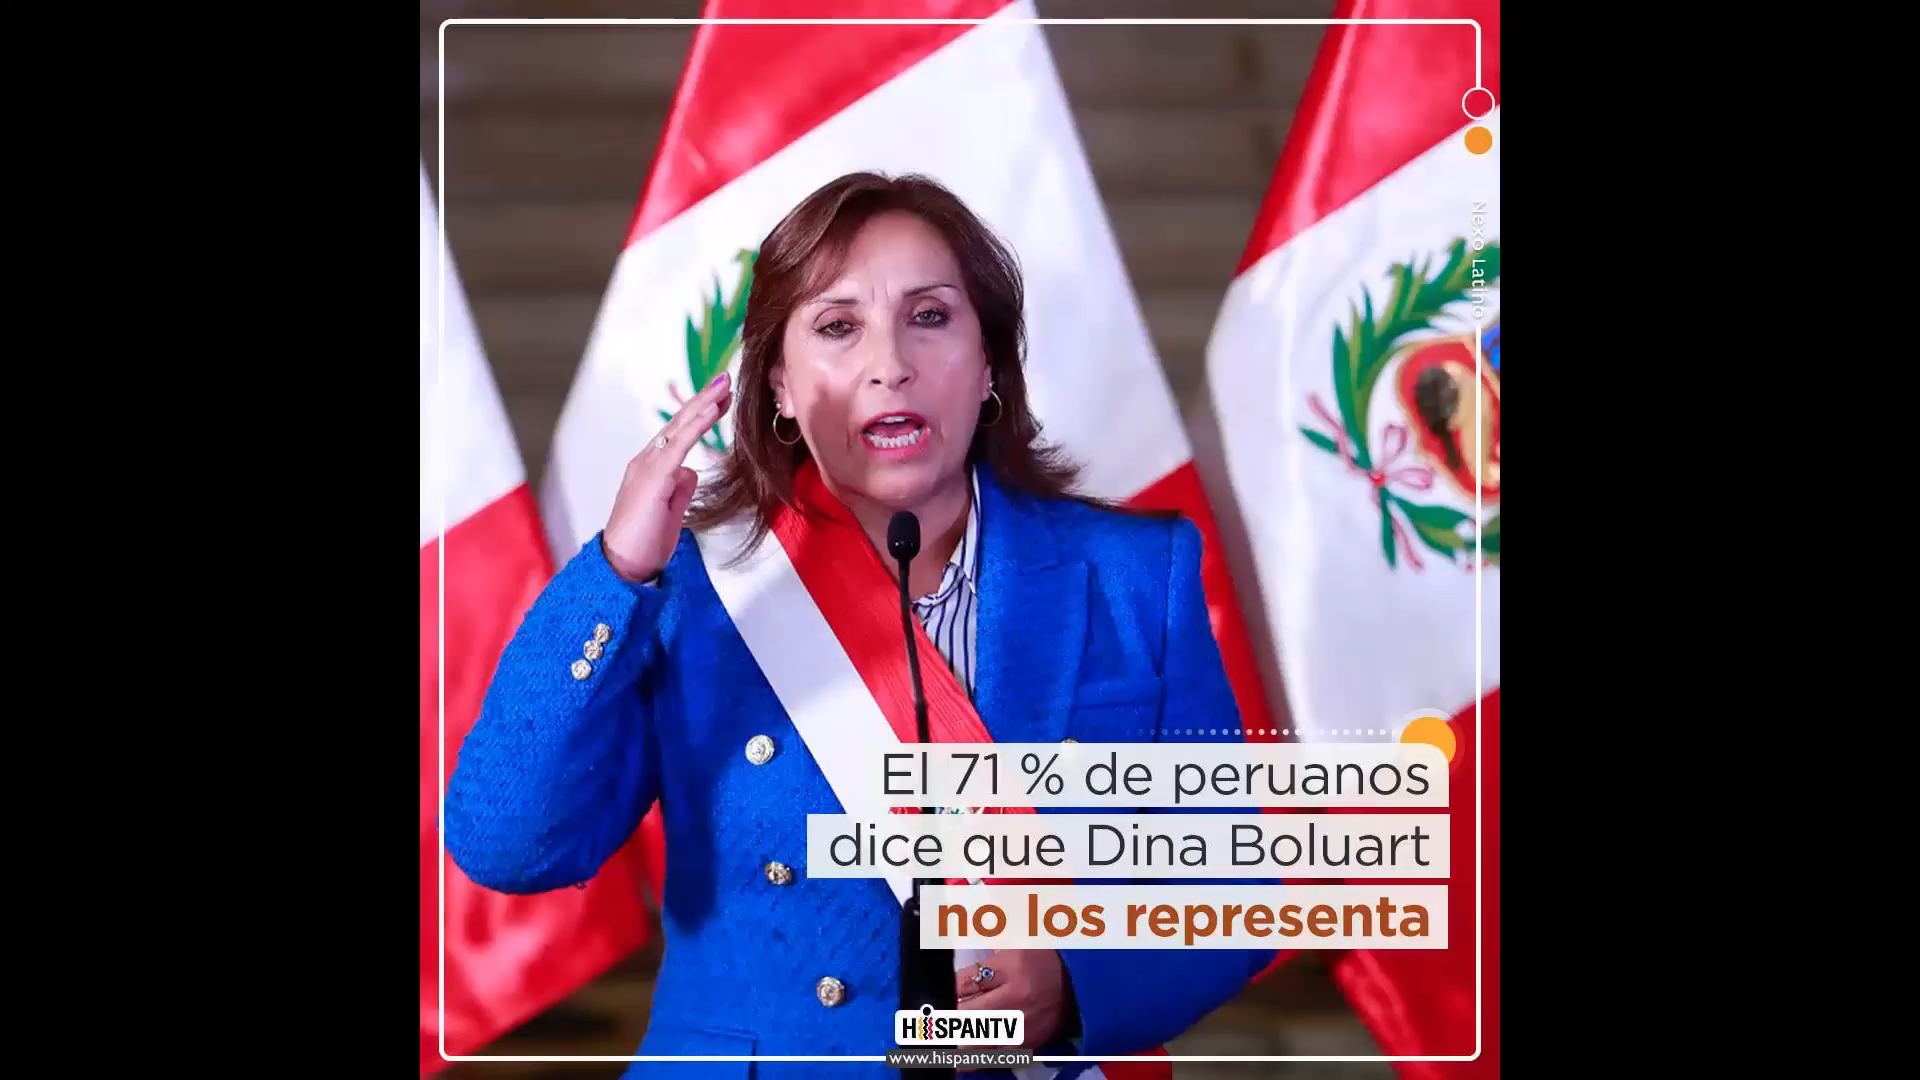 Nexo Latino
El 71 % de peruanos
dice que Dina Boluart
no los representa
HISPANTV
www.hispantv.com